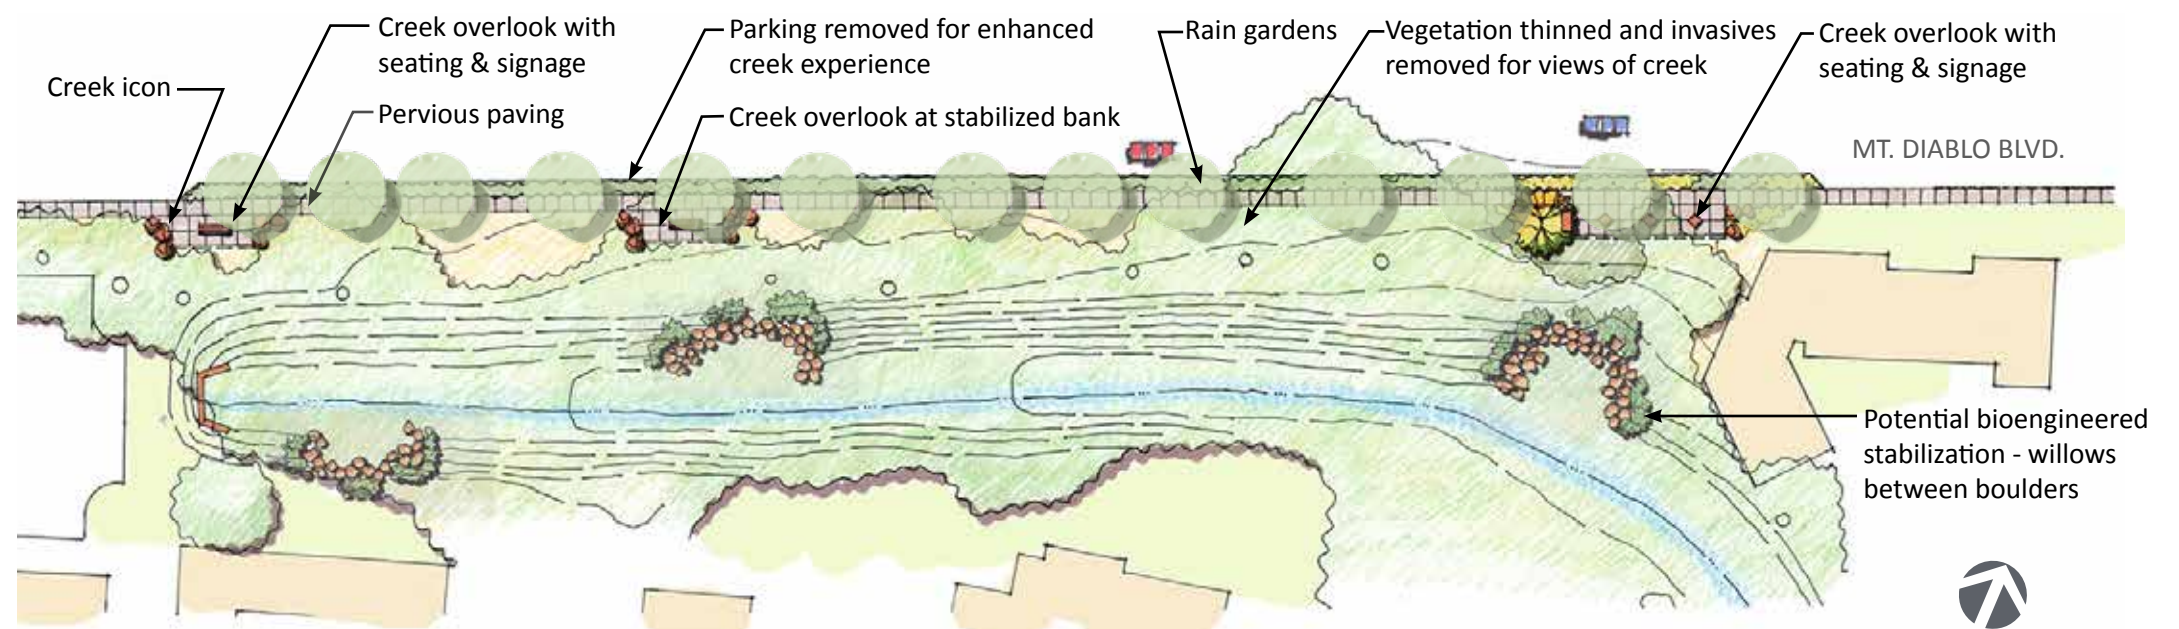 Creek icon
Creek overlook with
seating & signage
Pervious paving
Parking removed for enhanced
creek experience
Creek overlook at stabilized bank
Rain gardens
Vegetation thinned and invasives
removed for views of creek
Creek overlook with
seating & signage
MT. DIABLO BLVD.
Potential bioengineered
stabilization - willows
between boulders